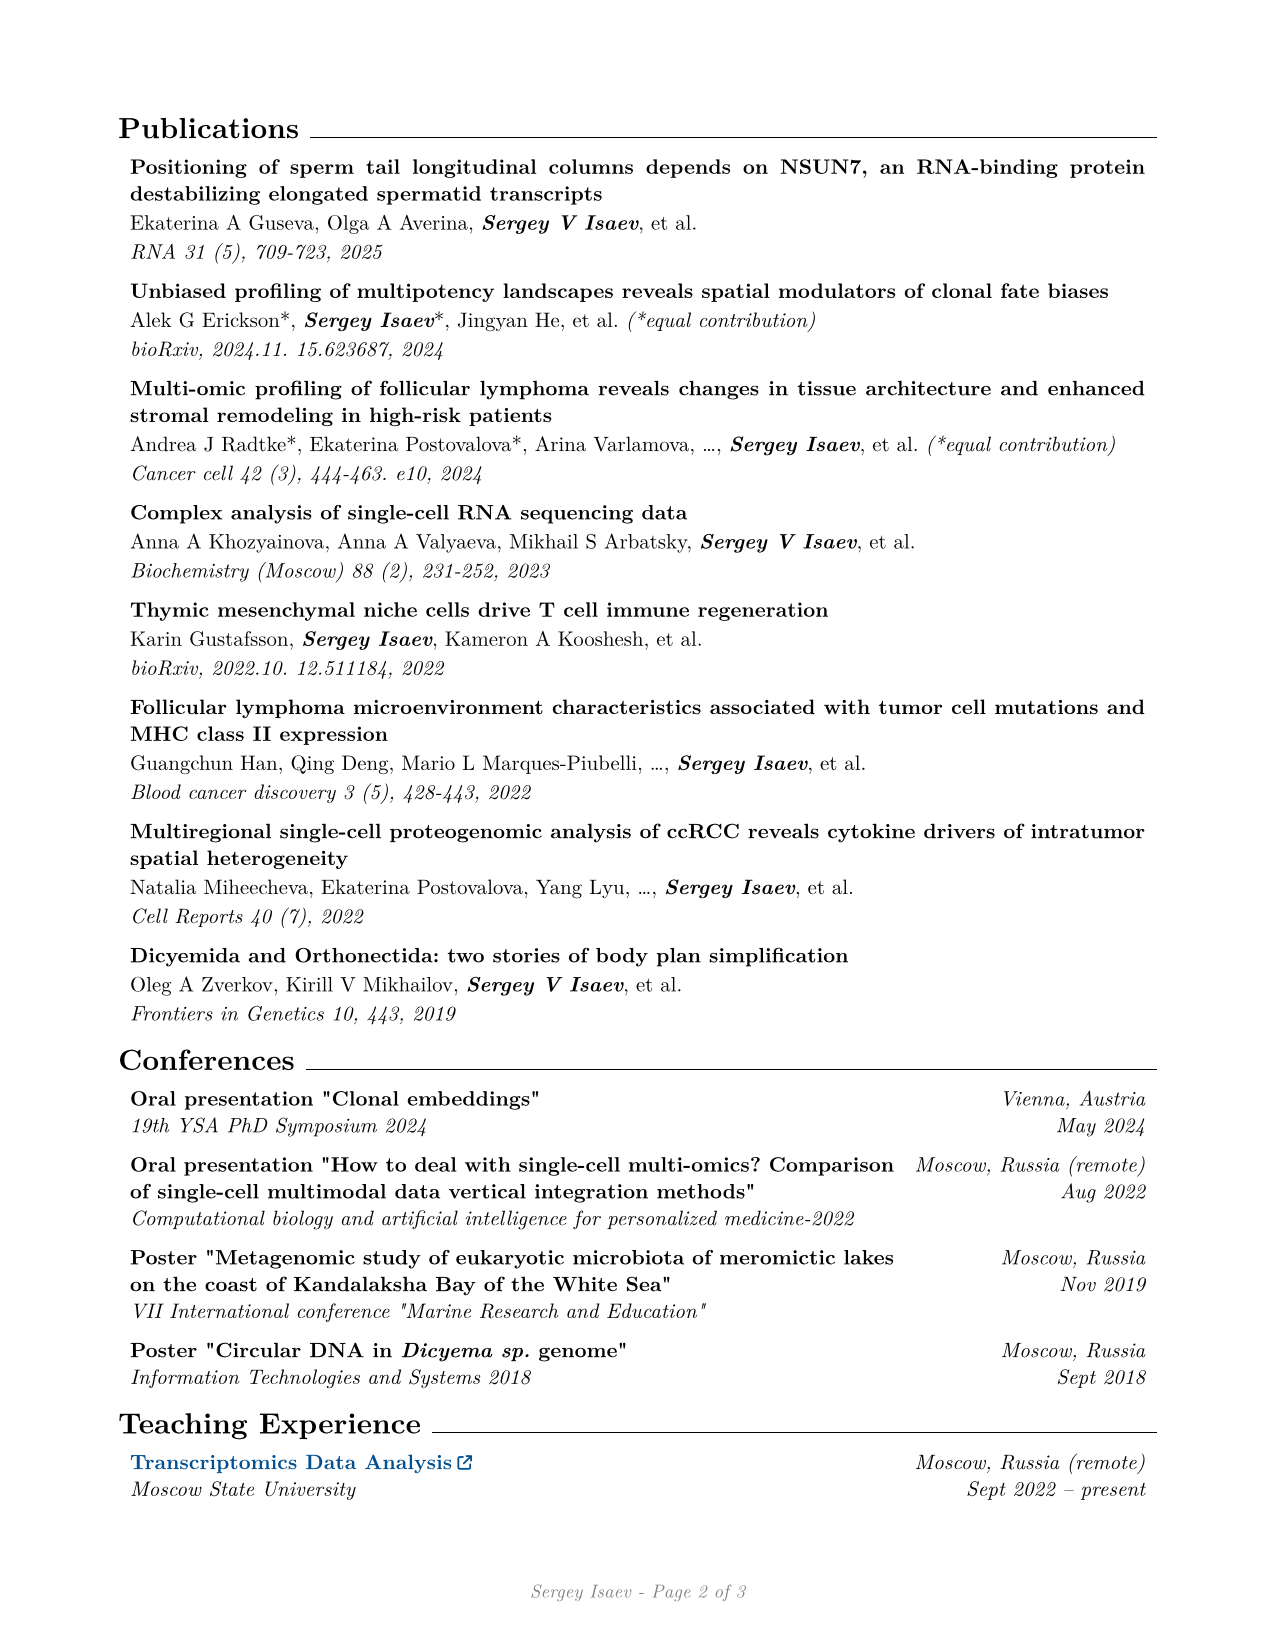 Publications
Positioning of sperm tail longitudinal columns depends on NSUN7, an RNA-binding protein
destabilizing elongated spermatid transcripts
Ekaterina A Guseva, Olga A Averina, Sergey V Isaev, et al.
RNA 31 (5), 709-723, 2025
Unbiased profiling of multipotency landscapes reveals spatial modulators of clonal fate biases
Alek G Erickson*, Sergey Isaev*, Jingyan He, et al. (*equal contribution)
bioRxiv, 2024.11. 15.623687, 2024
Multi-omic profiling of follicular lymphoma reveals changes in tissue architecture and enhanced
stromal remodeling in high-risk patients
Andrea J Radtke*, Ekaterina Postovalova*, Arina Varlamova, ..., Sergey Isaev, et al. (*equal contribution)
Cancer cell 42 (3), 444-463. e10, 2024
Complex analysis of single-cell RNA sequencing data
Anna A Khozyainova, Anna A Valyaeva, Mikhail S Arbatsky, Sergey V Isaev, et al.
Biochemistry (Moscow) 88 (2), 231-252, 2023
Thymic mesenchymal niche cells drive T cell immune regeneration
Karin Gustafsson, Sergey Isaev, Kameron A Kooshesh, et al.
bioRxiv, 2022.10. 12.511184, 2022
Follicular lymphoma microenvironment characteristics associated with tumor cell mutations and
MHC class II expression
Guangchun Han, Qing Deng, Mario L Marques-Piubelli, ..., Sergey Isaev, et al.
Blood cancer discovery 3 (5), 428-443, 2022
Multiregional single-cell proteogenomic analysis of ccRCC reveals cytokine drivers of intratumor
spatial heterogeneity
Natalia Miheecheva, Ekaterina Postovalova, Yang Lyu, ..., Sergey Isaev, et al.
Cell Reports 40 (7), 2022
Dicyemida and Orthonectida: two stories of body plan simplification
Oleg A Zverkov, Kirill V Mikhailov, Sergey V Isaev, et al.
Frontiers in Genetics 10, 443, 2019
Conferences
Oral presentation "Clonal embeddings" Vienna, Austria
19th YSA PhD Symposium 2024 May 2024
Oral presentation "How to deal with single-cell multi-omics? Comparison Moscow, Russia (remote)
of single-cell multimodal data vertical integration methods" Aug 2022
Computational biology and artificial intelligence for personalized medicine-2022
Poster "Metagenomic study of eukaryotic microbiota of meromictic lakes Moscow, Russia
on the coast of Kandalaksha Bay of the White Sea" Nov 2019
VII International conference "Marine Research and Education"
Poster "Circular DNA in Dicyema sp. genome" Moscow, Russia
Information Technologies and Systems 2018 Sept 2018
Teaching Experience
Transcriptomics Data Analysis Moscow, Russia (remote)
Moscow State University Sept 2022 – present
Sergey Isaev - Page 2 of 3